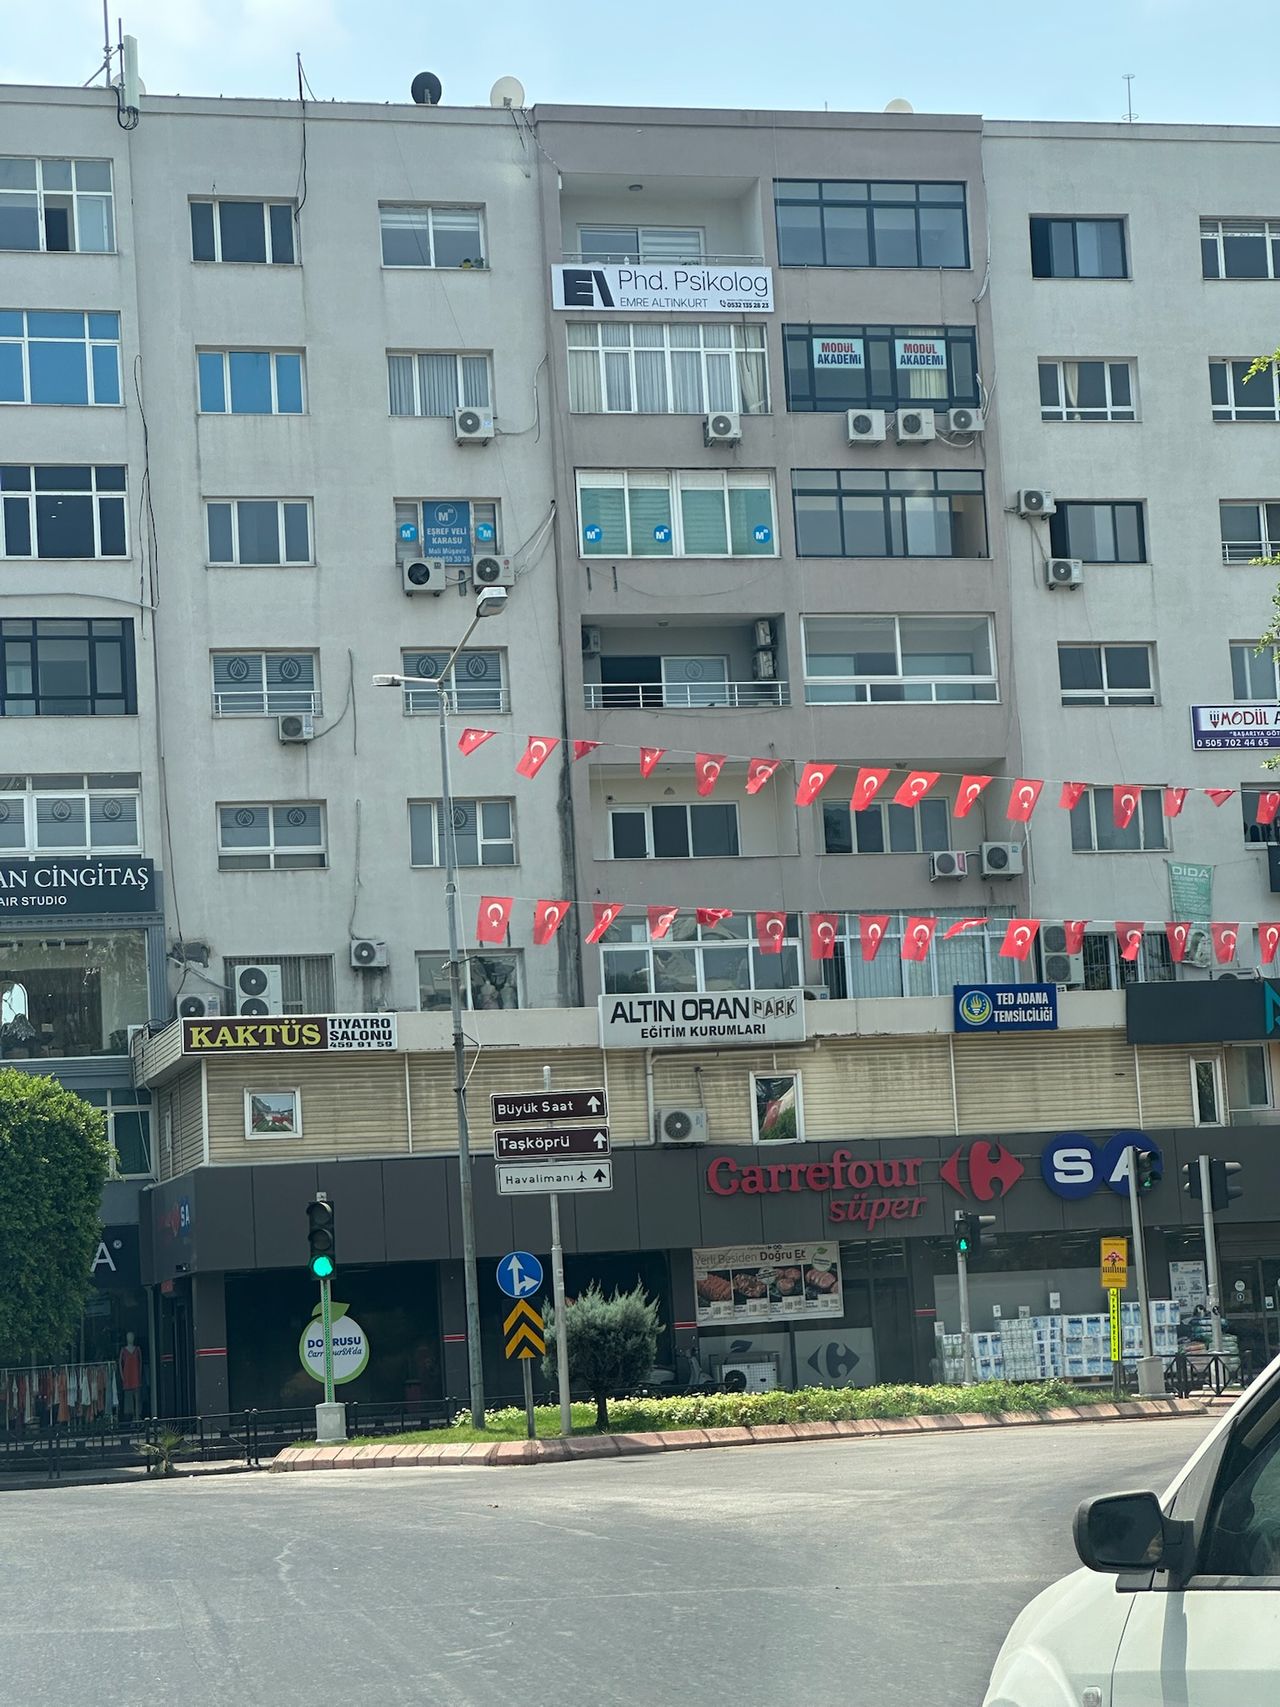 Phd. Psikolog
EMRE ALTINKURT 0532 135 28 23
MODÜL
AKADEMİ
MODÜL
AKADEMİ
EŞREF VELİ
KARASU
Mali Müşavir
MODÜL A
"BAŞARIYA GÖT
0 505 702 44 65
AN CİNGİTAŞ
AIR STUDIO
DİDA
KAKTÜS TİYATRO
SALONU
459 91 59
ALTIN ORAN PARK
EĞİTİM KURUMLARI
TED ADANA
TEMSİLCİLİĞİ
Büyük Saat
Taşköprü
Havalimanı
Carrefour SA
süper
SA
A
Yerli Besiden Doğru Et
DOĞRUSU
CarrefourSA'da